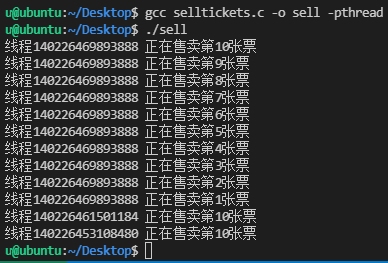 u@ubuntu:~/Desktop$ gcc selltickets.c -o sell -pthread
u@ubuntu:~/Desktop$ ./sell
线程140226469893888 正在售卖第10张票
线程140226469893888 正在售卖第9张票
线程140226469893888 正在售卖第8张票
线程140226469893888 正在售卖第7张票
线程140226469893888 正在售卖第6张票
线程140226469893888 正在售卖第5张票
线程140226469893888 正在售卖第4张票
线程140226469893888 正在售卖第3张票
线程140226469893888 正在售卖第2张票
线程140226469893888 正在售卖第1张票
线程140226461501184 正在售卖第10张票
线程140226453108480 正在售卖第10张票
u@ubuntu:~/Desktop$